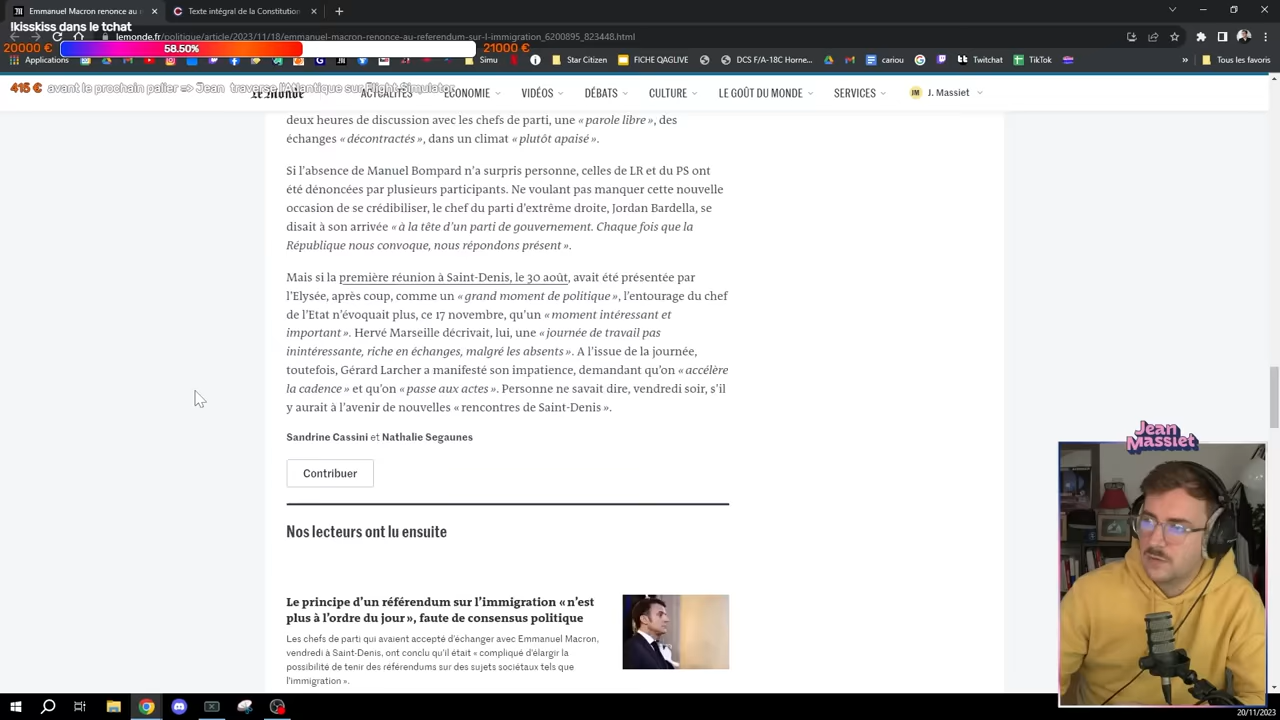 Emmanuel Macron renonce au
Texte intégral de la Constitution
!kisskiss dans le tchat
lemonde.fr/politique/article/2023/11/18/emmanuel-macron-renonce-au-referendum-sur-l-immigration_6200895_823448.html
20000 €
58.50%
21000 €
Applications
Simu
Star Citizen
FICHE QAGLIVE
DCS F/A-18C Horne...
cariou
Twitchat
TikTok
»
Tous les favoris
415 € avant le prochain palier => Jean traverse l'Atlantique sur Flight Simulator
Le Monde
ACTUALITÉS
ÉCONOMIE
VIDÉOS
DÉBATS
CULTURE
LE GOÛT DU MONDE
SERVICES
JM
J. Massiet
deux heures de discussion avec les chefs de parti, une « parole libre », des
échanges « décontractés », dans un climat « plutôt apaisé ».
Si l'absence de Manuel Bompard n'a surpris personne, celles de LR et du PS ont
été dénoncées par plusieurs participants. Ne voulant pas manquer cette nouvelle
occasion de se crédibiliser, le chef du parti d'extrême droite, Jordan Bardella, se
disait à son arrivée « à la tête d'un parti de gouvernement. Chaque fois que la
République nous convoque, nous répondons présent ».
Mais si la première réunion à Saint-Denis, le 30 août, avait été présentée par
l'Elysée, après coup, comme un « grand moment de politique », l'entourage du chef
de l'Etat n'évoquait plus, ce 17 novembre, qu'un « moment intéressant et
important ». Hervé Marseille décrivait, lui, une « journée de travail pas
inintéressante, riche en échanges, malgré les absents ». A l'issue de la journée,
toutefois, Gérard Larcher a manifesté son impatience, demandant qu'on « accélère
la cadence » et qu'on « passe aux actes ». Personne ne savait dire, vendredi soir, s'il
y aurait à l'avenir de nouvelles « rencontres de Saint-Denis ».
Sandrine Cassini et Nathalie Segaunes
Contribuer
Nos lecteurs ont lu ensuite
Le principe d'un référendum sur l'immigration « n'est
plus à l'ordre du jour », faute de consensus politique
Les chefs de parti qui avaient accepté d'échanger avec Emmanuel Macron,
vendredi à Saint-Denis, ont conclu qu'il était « compliqué d'élargir la
possibilité de tenir des référendums sur des sujets sociétaux tels que
l'immigration ».
Jean
Massiet
20/11/2023